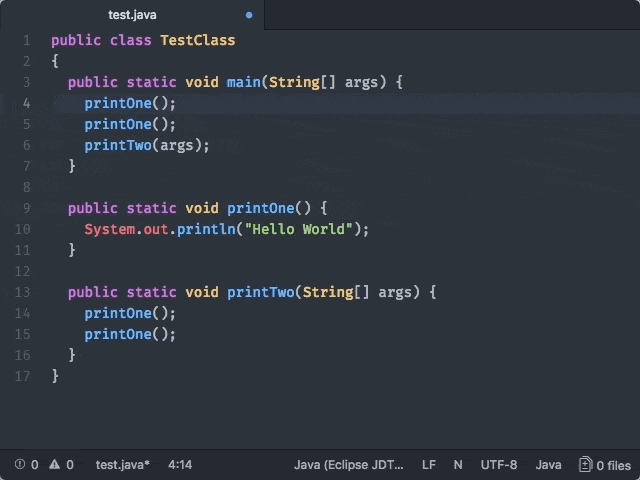 test.java
1 public class TestClass
2 {
3 public static void main(String[] args) {
4 printOne();
5 printOne();
6 printTwo(args);
7 }
8
9 public static void printOne() {
10 System.out.println("Hello World");
11 }
12
13 public static void printTwo(String[] args) {
14 printOne();
15 printOne();
16 }
17 }
0 0 test.java* 4:14 Java (Eclipse JDT... LF N UTF-8 Java 0 files